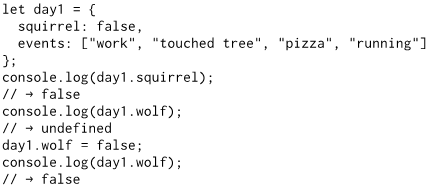 let day1 = {
  squirrel: false,
  events: ["work", "touched tree", "pizza", "running"]
};
console.log(day1.squirrel);
// → false
console.log(day1.wolf);
// → undefined
day1.wolf = false;
console.log(day1.wolf);
// → false